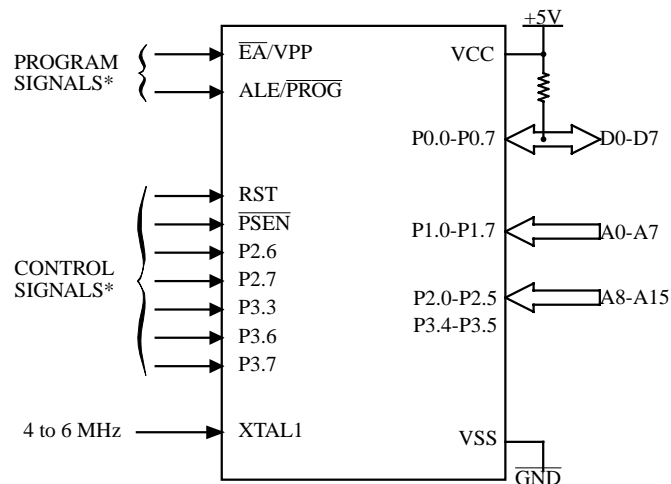 +5V
PROGRAM
SIGNALS*
EA/VPP
ALE/PROG
VCC
P0.0-P0.7
D0-D7
RST
PSEN
P2.6
P2.7
P3.3
P3.6
P3.7
CONTROL
SIGNALS*
P1.0-P1.7
A0-A7
P2.0-P2.5
P3.4-P3.5
A8-A15
4 to 6 MHz
XTAL1
VSS
GND